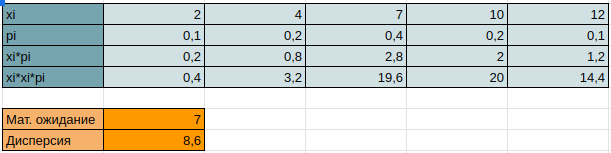 xi 2 4 7 10 12
pi 0,1 0,2 0,4 0,2 0,1
xi*pi 0,2 0,8 2,8 2 1,2
xi*xi*pi 0,4 3,2 19,6 20 14,4
Мат. ожидание 7
Дисперсия 8,6